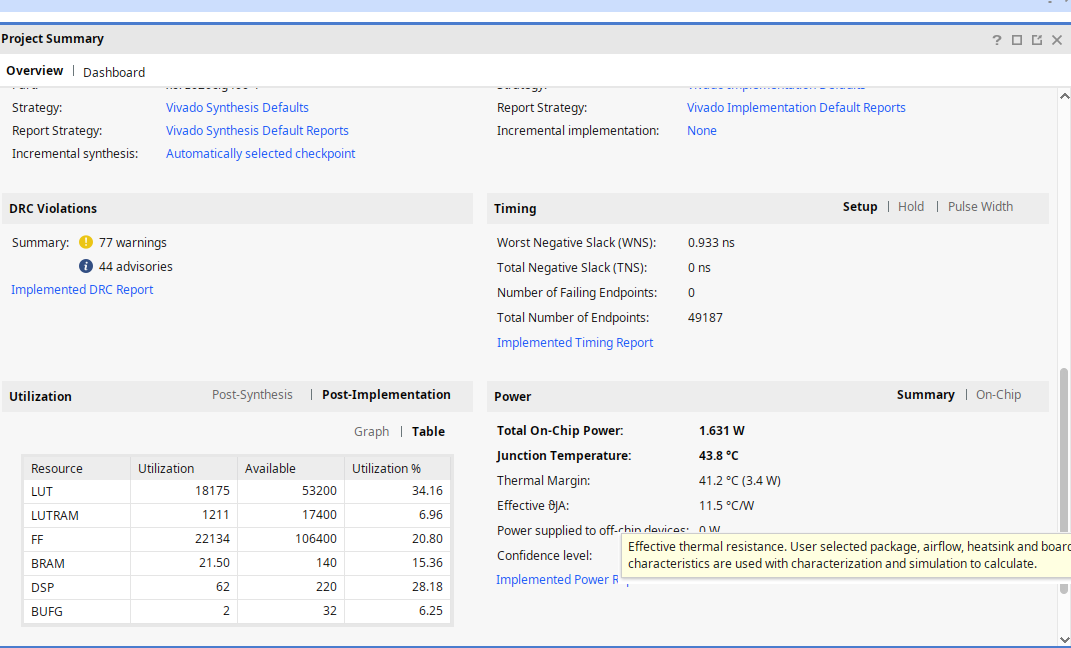 Project Summary
Overview | Dashboard
Strategy: Vivado Synthesis Defaults
Report Strategy: Vivado Synthesis Default Reports
Incremental synthesis: Automatically selected checkpoint
Report Strategy: Vivado Implementation Default Reports
Incremental implementation: None
DRC Violations
Summary: 77 warnings
44 advisories
Implemented DRC Report
Timing
Setup | Hold | Pulse Width
Worst Negative Slack (WNS): 0.933 ns
Total Negative Slack (TNS): 0 ns
Number of Failing Endpoints: 0
Total Number of Endpoints: 49187
Implemented Timing Report
Utilization
Post-Synthesis | Post-Implementation
Graph | Table
Resource Utilization Available Utilization %
LUT 18175 53200 34.16
LUTRAM 1211 17400 6.96
FF 22134 106400 20.80
BRAM 21.50 140 15.36
DSP 62 220 28.18
BUFG 2 32 6.25
Power
Summary | On-Chip
Total On-Chip Power: 1.631 W
Junction Temperature: 43.8 °C
Thermal Margin: 41.2 °C (3.4 W)
Effective ϑJA: 11.5 °C/W
Power supplied to off-chip devices: 0 W
Confidence level:
Implemented Power
Effective thermal resistance. User selected package, airflow, heatsink and board
characteristics are used with characterization and simulation to calculate.